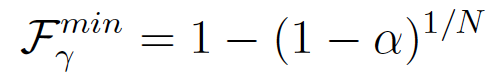 $\mathcal{F}_{\gamma}^{min} = 1 - (1 - \alpha)^{1/N}$